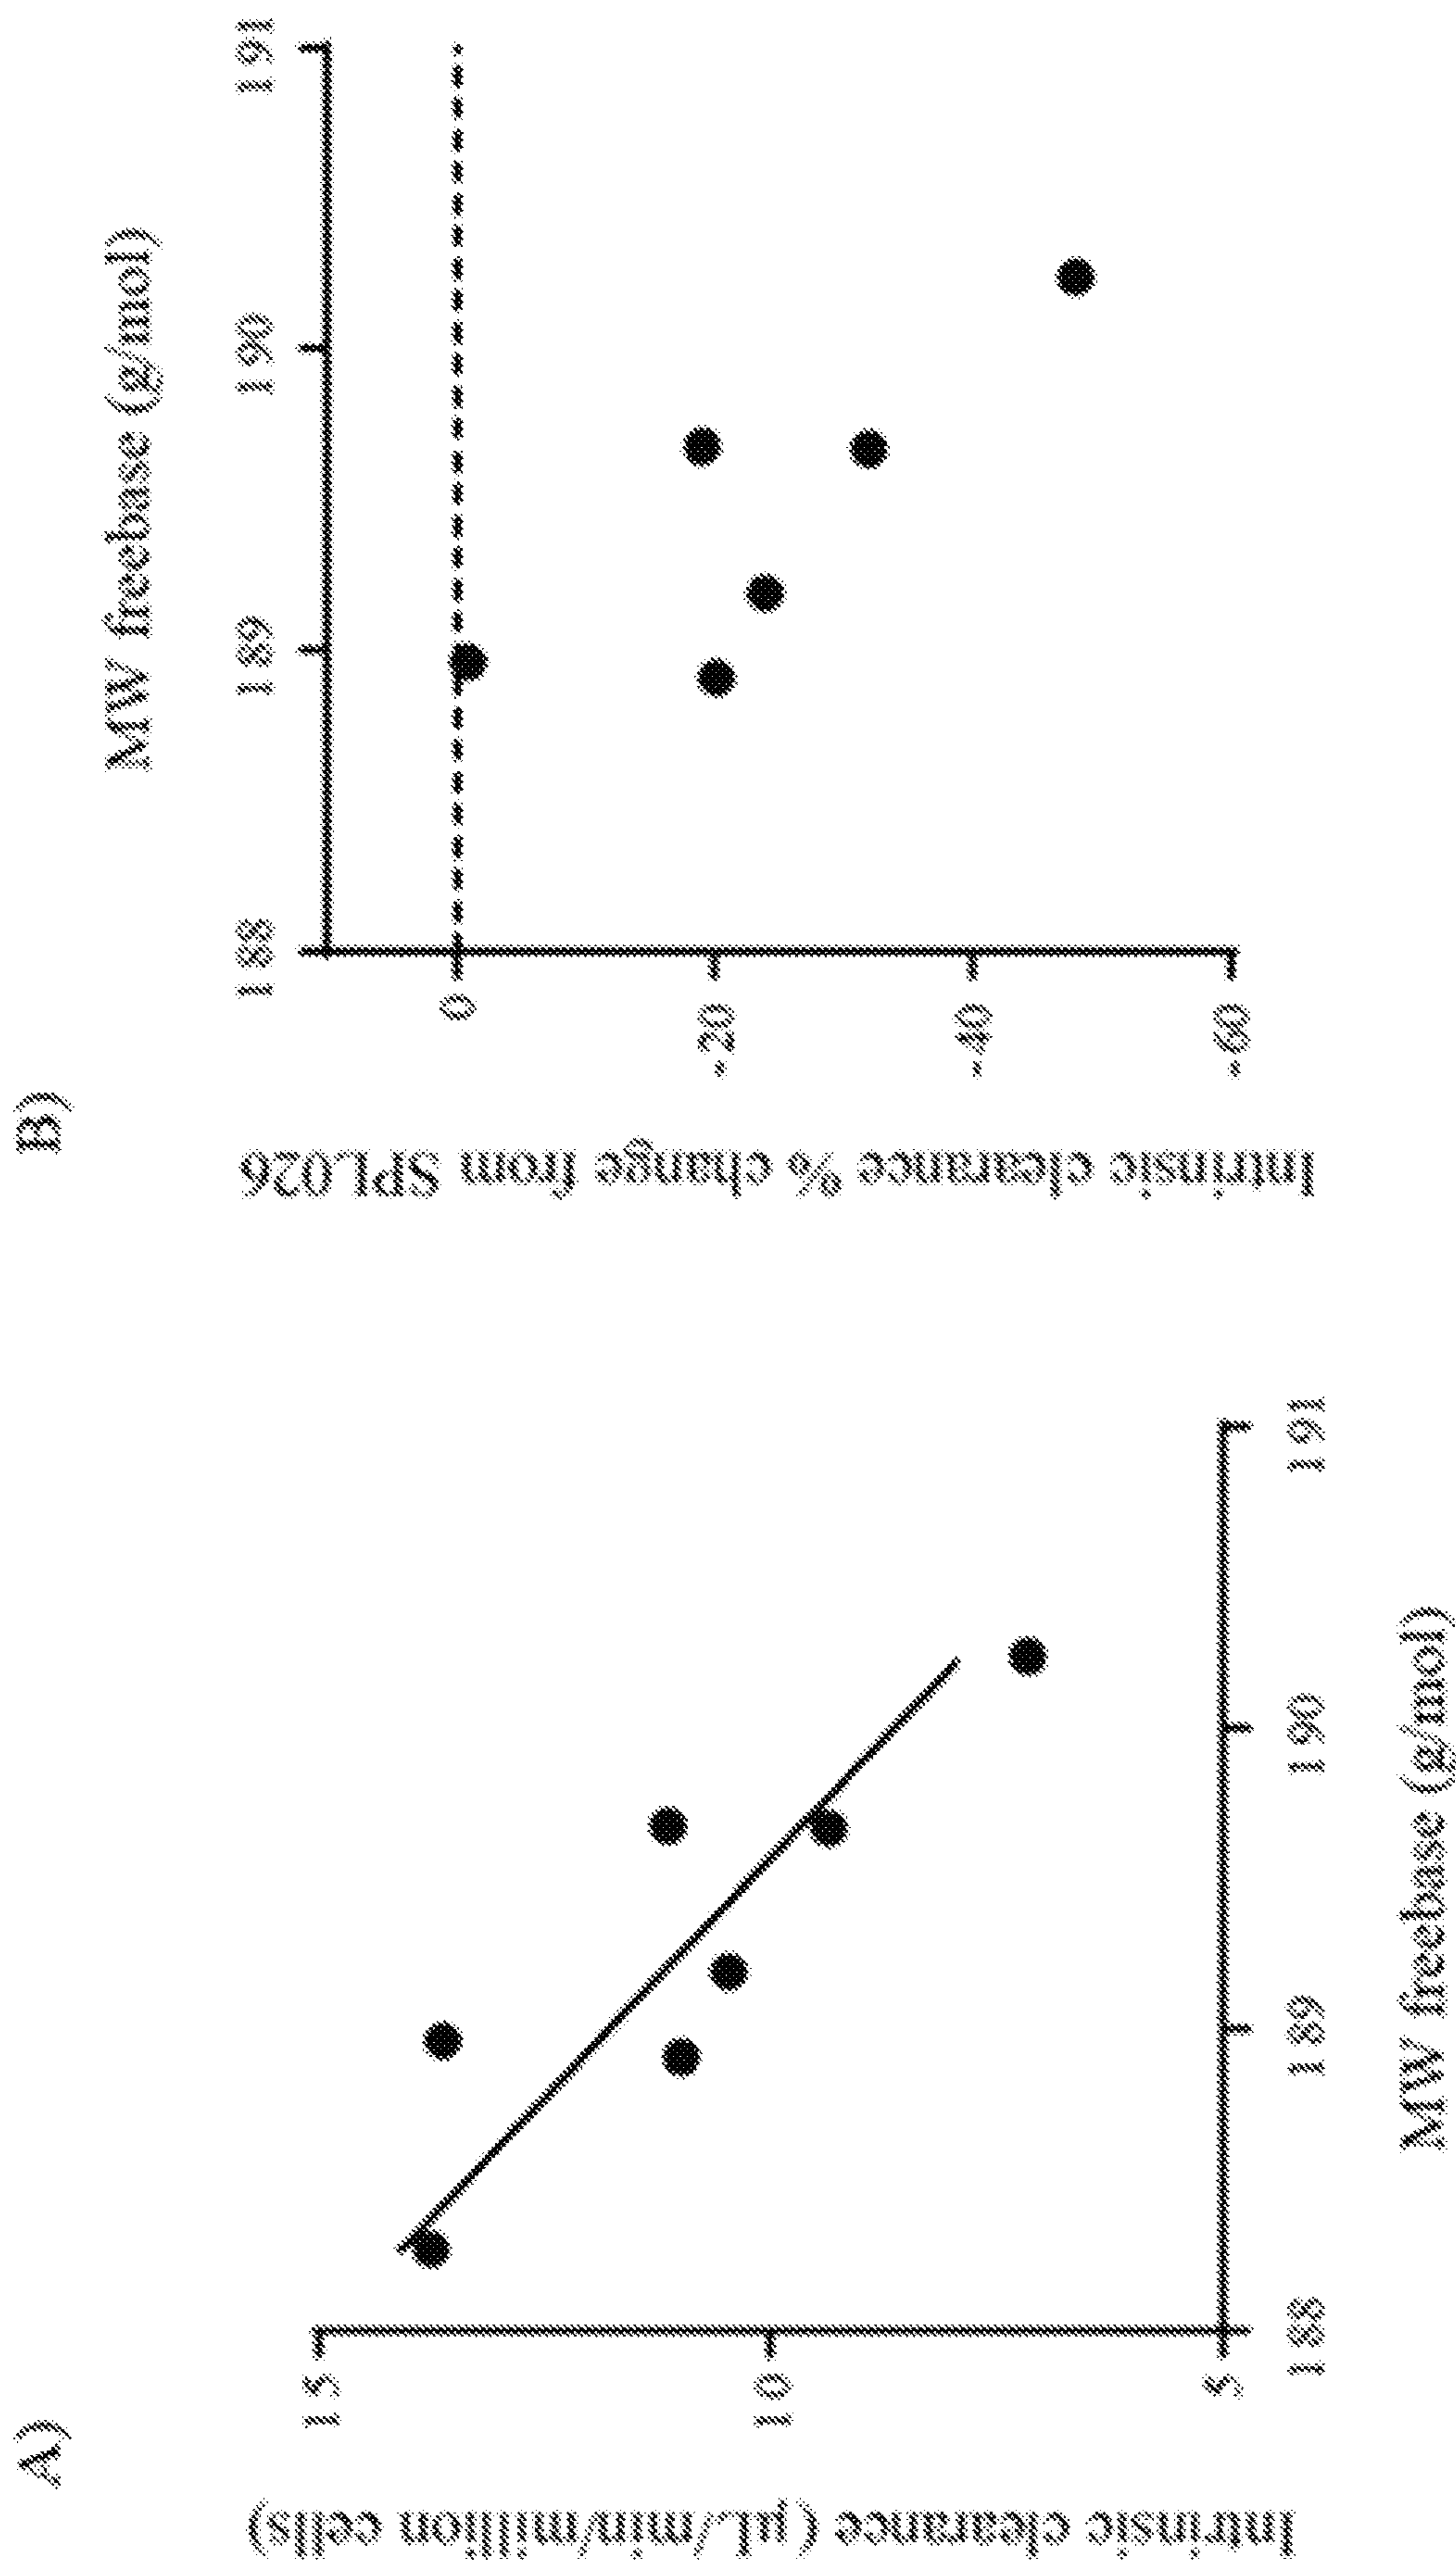 A)
Intrinsic clearance (µL/min/million cells)
15
10
5
188
189
190
191
MW freebase (g/mol)
B)
MW freebase (g/mol)
188
189
190
191
0
-20
-40
-60
Intrinsic clearance % change from SPL026